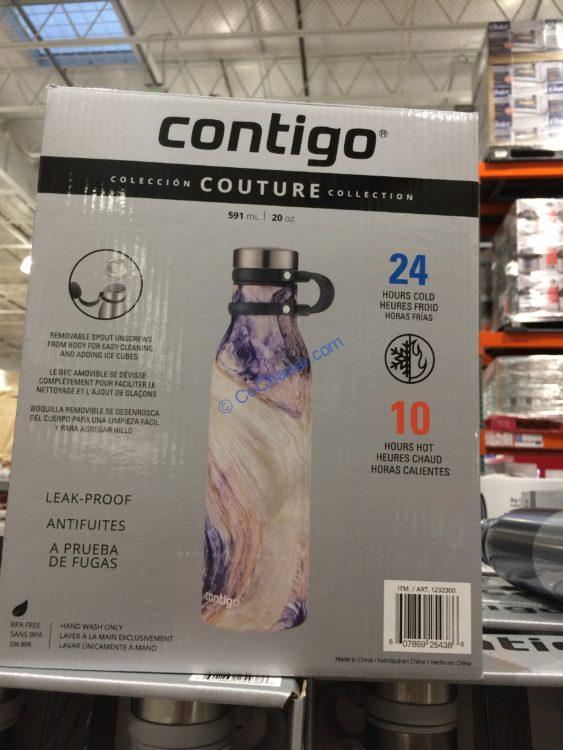 contigo®
COLECCIÓN COUTURE COLLECTION
591 mL | 20 oz
24
HOURS COLD
HEURES FROID
HORAS FRÍAS
REMOVABLE SPOUT UNSCREWS
FROM BODY FOR EASY CLEANING
AND ADDING ICE CUBES.
LE BEC AMOVIBLE SE DÉVISSE
COMPLÈTEMENT POUR FACILITER LE
NETTOYAGE ET L'AJOUT DE GLAÇONS
BOQUILLA REMOVIBLE SE DESENROSCA
DEL CUERPO PARA UNA LIMPIEZA FÁCIL
Y PARA AGREGAR HIELO
© CoChaser.com
10
HOURS HOT
HEURES CHAUD
HORAS CALIENTES
LEAK-PROOF
ANTIFUITES
A PRUEBA
DE FUGAS
contigo
BPA FREE
SANS BPA
SIN BPA
HAND WASH ONLY
LAVER À LA MAIN EXCLUSIVEMENT
LAVAR ÚNICAMENTE A MANO
ITM. / ART. 1232300
6 07869 25438 6
Made in China / Fabriqué en Chine / Hecho en China